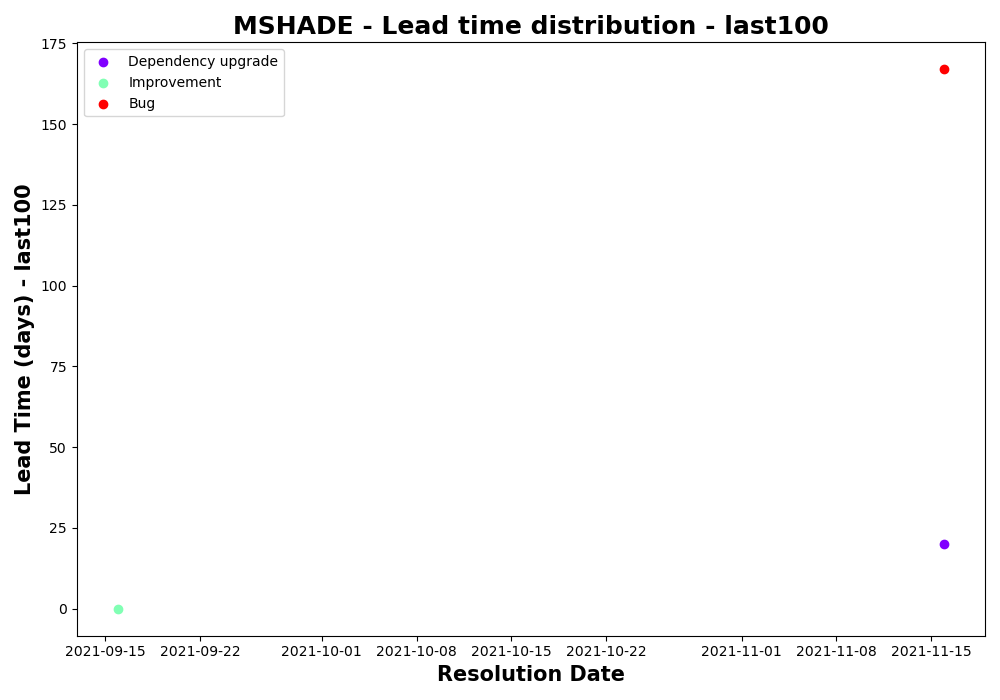 MSHADE - Lead time distribution - last100
Dependency upgrade
Improvement
Bug
Lead Time (days) - last100
175
150
125
100
75
50
25
0
2021-09-15 2021-09-22 2021-10-01 2021-10-08 2021-10-15 2021-10-22 2021-11-01 2021-11-08 2021-11-15
Resolution Date